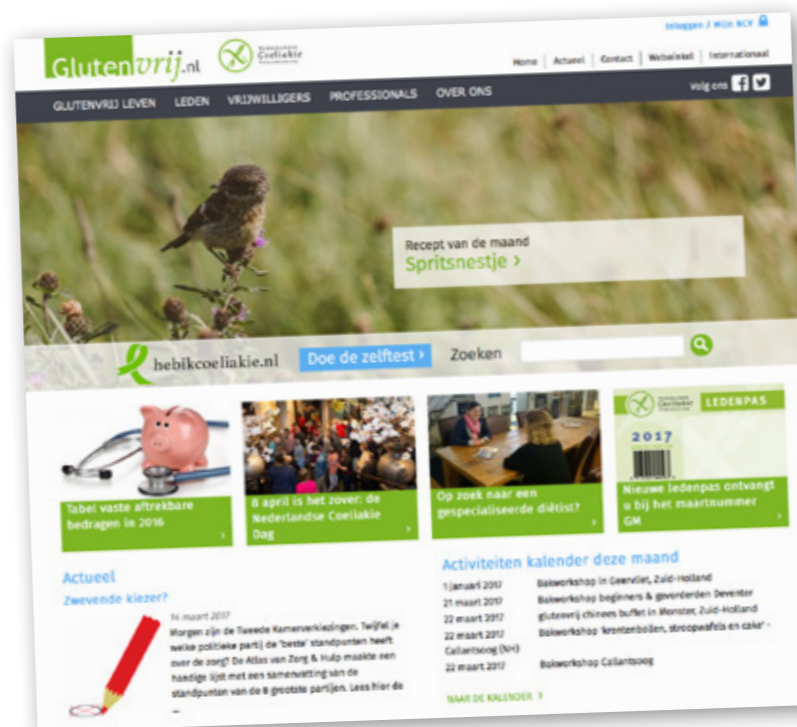 Inloggen / Mijn NCV
Glutenvrij.nl
Nederlandse
Coeliakie
Vereniging
Home | Actueel | Contact | Webwinkel | Internationaal
GLUTENVRIJ LEVEN LEDEN VRIJWILLIGERS PROFESSIONALS OVER ONS
Volg ons
Recept van de maand
Spritsnestje ›
hebikcoeliakie.nl
Doe de zelftest ›
Zoeken
Tabel vaste aftrekbare
bedragen in 2016 ›
8 april is het zover: de
Nederlandse Coeliakie
Dag ›
Op zoek naar een
gespecialiseerde diëtist? ›
Coeliakie
LEDENPAS
2017
Nieuwe ledenpas ontvangt
u bij het maartnummer
GM ›
Actueel
Zwevende kiezer?
14 maart 2017
Morgen zijn de Tweede Kamerverkiezingen. Twijfel je
welke politieke partij de 'beste' standpunten heeft
over de zorg? De Atlas van Zorg & Hulp maakte een
handige lijst met een samenvatting van de
standpunten van de 8 grootste partijen. Lees hier de
...
Activiteiten kalender deze maand
1 januari 2017 Bakworkshop in Geervliet, Zuid-Holland
21 maart 2017 Bakworkshop beginners & gevorderden Deventer
22 maart 2017 glutenvrij chinees buffet in Monster, Zuid-Holland
22 maart 2017 Bakworkshop 'krentenbollen, stroopwafels en cake' -
Callantsoog (NH)
22 maart 2017 Bakworkshop Callantsoog
NAAR DE KALENDER ›